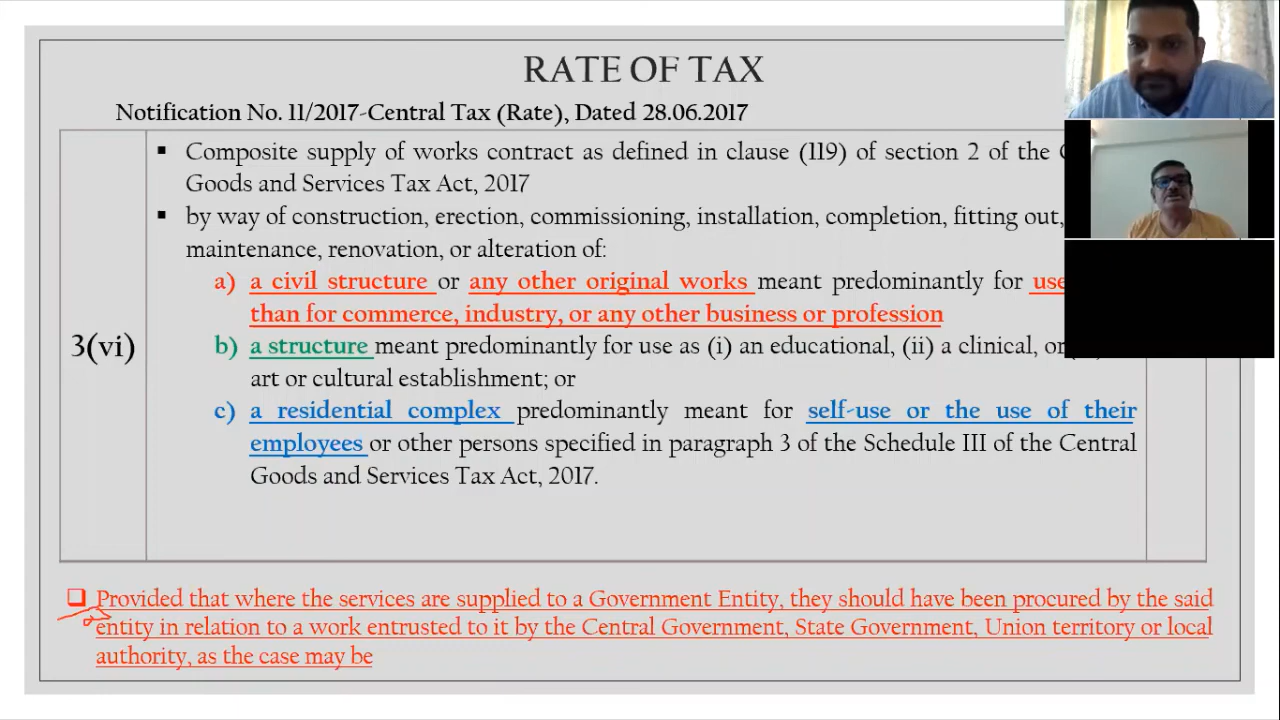 RATE OF TAX
Notification No. 11/2017-Central Tax (Rate), Dated 28.06.2017
▪ Composite supply of works contract as defined in clause (119) of section 2 of the
Goods and Services Tax Act, 2017
▪ by way of construction, erection, commissioning, installation, completion, fitting out,
maintenance, renovation, or alteration of:
a) a civil structure or any other original works meant predominantly for use
than for commerce, industry, or any other business or profession
3(vi)
b) a structure meant predominantly for use as (i) an educational, (ii) a clinical, or
art or cultural establishment; or
c) a residential complex predominantly meant for self-use or the use of their
employees or other persons specified in paragraph 3 of the Schedule III of the Central
Goods and Services Tax Act, 2017.
❑ Provided that where the services are supplied to a Government Entity, they should have been procured by the said
entity in relation to a work entrusted to it by the Central Government, State Government, Union territory or local
authority, as the case may be